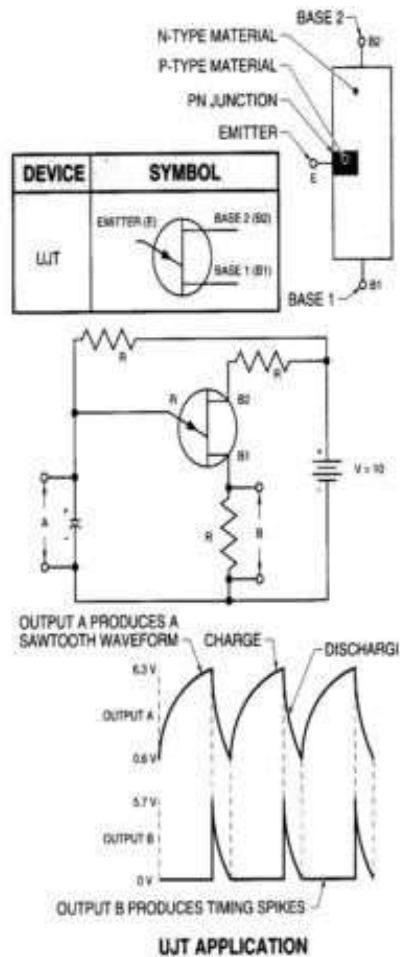 BASE 2
B2
N-TYPE MATERIAL
P-TYPE MATERIAL
PN JUNCTION
EMITTER
E
BASE 1
B1
DEVICE SYMBOL
EMITTER (E)
BASE 2 (B2)
UJT
BASE 1 (B1)
R
R
R
B2
B1
+
-
V = 10
A
+
-
R
B
OUTPUT A PRODUCES A
SAWTOOTH WAVEFORM
CHARGE
DISCHARGI
6.3 V
OUTPUT A
0.6 V
5.7 V
OUTPUT B
0 V
OUTPUT B PRODUCES TIMING SPIKES
UJT APPLICATION